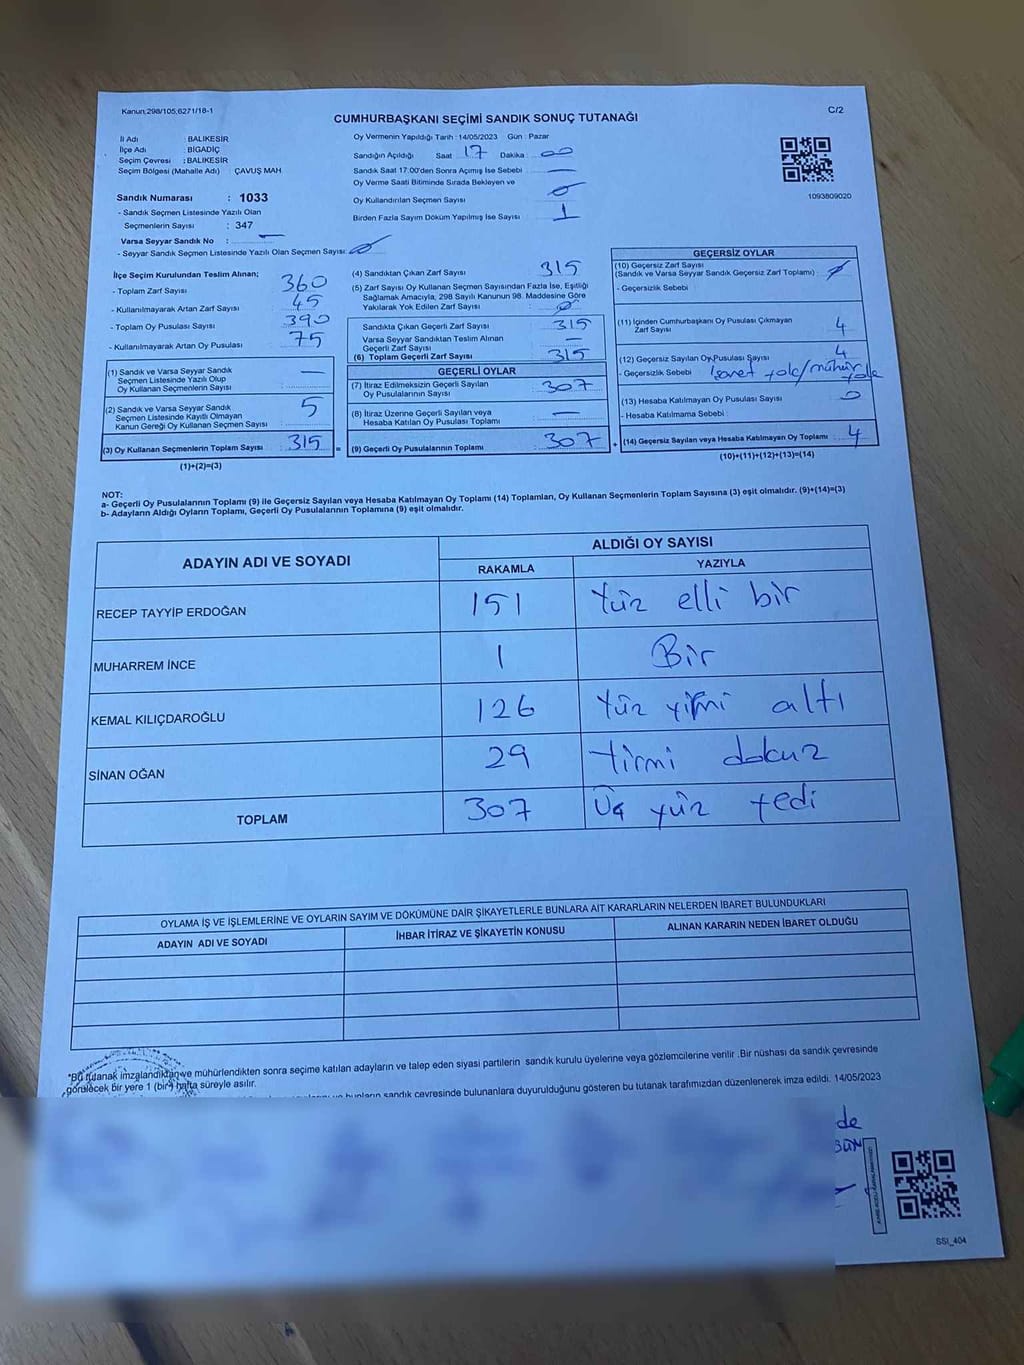 Kanun;298/105;6271/18-1
C/2
CUMHURBAŞKANI SEÇİMİ SANDIK SONUÇ TUTANAĞI
İl Adı : BALIKESİR
İlçe Adı : BİGADİÇ
Seçim Çevresi : BALIKESİR
Seçim Bölgesi (Mahalle Adı) : ÇAVUŞ MAH
Sandık Numarası : 1033
- Sandık Seçmen Listesinde Yazılı Olan
Seçmenlerin Sayısı : 347
Varsa Seyyar Sandık No : —
- Seyyar Sandık Seçmen Listesinde Yazılı Olan Seçmen Sayısı: 0
Oy Vermenin Yapıldığı Tarih : 14/05/2023 Gün : Pazar
Sandığın Açıldığı Saat 17 Dakika : 00
Sandık Saat 17.00'den Sonra Açımış İse Sebebi —
Oy Verme Saati Bitiminde Sırada Bekleyen ve
Oy Kullandırılan Seçmen Sayısı 0
Birden Fazla Sayım Döküm Yapılmış İse Sayısı 1
1093809020
İlçe Seçim Kurulundan Teslim Alınan;
- Toplam Zarf Sayısı 360
- Kullanılmayarak Artan Zarf Sayısı 45
- Toplam Oy Pusulası Sayısı 390
- Kullanılmayarak Artan Oy Pusulası 75
(1) Sandık ve Varsa Seyyar Sandık
Seçmen Listesinde Yazılı Olup
Oy Kullanan Seçmenlerin Sayısı —
(2) Sandık ve Varsa Seyyar Sandık
Seçmen Listesinde Kayıtlı Olmayan
Kanun Gereği Oy Kullanan Seçmen Sayısı 5
(3) Oy Kullanan Seçmenlerin Toplam Sayısı 315 =
(1)+(2)=(3)
(4) Sandıktan Çıkan Zarf Sayısı 315
(5) Zarf Sayısı Oy Kullanan Seçmen Sayısından Fazla İse, Eşitliği
Sağlamak Amacıyla, 298 Sayılı Kanunun 98. Maddesine Göre
Yakılarak Yok Edilen Zarf Sayısı : 0
Sandıkta Çıkan Geçerli Zarf Sayısı 315
Varsa Seyyar Sandıktan Teslim Alınan
Geçerli Zarf Sayısı —
(6) Toplam Geçerli Zarf Sayısı 315
GEÇERLİ OYLAR
(7) İtiraz Edilmeksizin Geçerli Sayılan
Oy Pusulalarının Sayısı 307
(8) İtiraz Üzerine Geçerli Sayılan veya
Hesaba Katılan Oy Pusulaları Toplamı —
(9) Geçerli Oy Pusulalarının Toplamı 307 +
GEÇERSİZ OYLAR
(10) Geçersiz Zarf Sayısı
(Sandık ve Varsa Seyyar Sandık Geçersiz Zarf Toplamı) :
- Geçersizlik Sebebi
(11) İçinden Cumhurbaşkanı Oy Pusulası Çıkmayan
Zarf Sayısı 4
(12) Geçersiz Sayılan Oy Pusulası Sayısı 4
- Geçersizlik Sebebi İşaret yok/mühür yok
(13) Hesaba Katılmayan Oy Pusulası Sayısı 0
- Hesaba Katılmama Sebebi
(14) Geçersiz Sayılan veya Hesaba Katılmayan Oy Toplamı 4
(10)+(11)+(12)+(13)=(14)
NOT:
a- Geçerli Oy Pusulalarının Toplamı (9) ile Geçersiz Sayılan veya Hesaba Katılmayan Oy Toplamı (14) Toplamları, Oy Kullanan Seçmenlerin Toplam Sayısına (3) eşit olmalıdır. (9)+(14)=(3)
b- Adayların Aldığı Oyların Toplamı, Geçerli Oy Pusulalarının Toplamına (9) eşit olmalıdır.
ADAYIN ADI VE SOYADI
ALDIĞI OY SAYISI
RAKAMLA YAZIYLA
RECEP TAYYİP ERDOĞAN 151 Yüz elli bir
MUHARREM İNCE 1 Bir
KEMAL KILIÇDAROĞLU 126 Yüz yirmi altı
SİNAN OĞAN 29 Yirmi dokuz
TOPLAM 307 Üç yüz yedi
OYLAMA İŞ VE İŞLEMLERİNE VE OYLARIN SAYIM VE DÖKÜMÜNE DAİR ŞİKAYETLERLE BUNLARA AİT KARARLARIN NELERDEN İBARET BULUNDUKLARI
ADAYIN ADI VE SOYADI İHBAR İTİRAZ VE ŞİKAYETİN KONUSU ALINAN KARARIN NEDEN İBARET OLDUĞU
*Bu tutanak imzalandıktan ve mühürlendikten sonra seçime katılan adayların ve talep eden siyasi partilerin sandık kurulu üyelerine veya gözlemcilerine verilir .Bir nüshası da sandık çevresinde
görülecek bir yere 1 (bir) hafta süreyle asılır.
bunların sandık çevresinde bulunanlara duyurulduğunu gösteren bu tutanak tarafımızdan düzenlenerek imza edildi. 14/05/2023
de
SSI_404